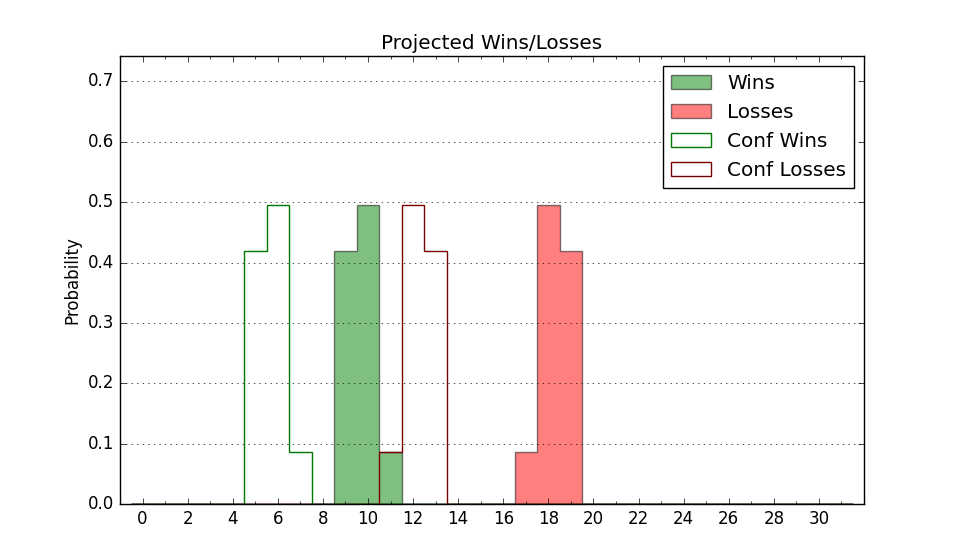 Projected Wins/Losses
Wins
Losses
Conf Wins
Conf Losses
Probability
0.7
0.6
0.5
0.4
0.3
0.2
0.1
0.0
0 2 4 6 8 10 12 14 16 18 20 22 24 26 28 30